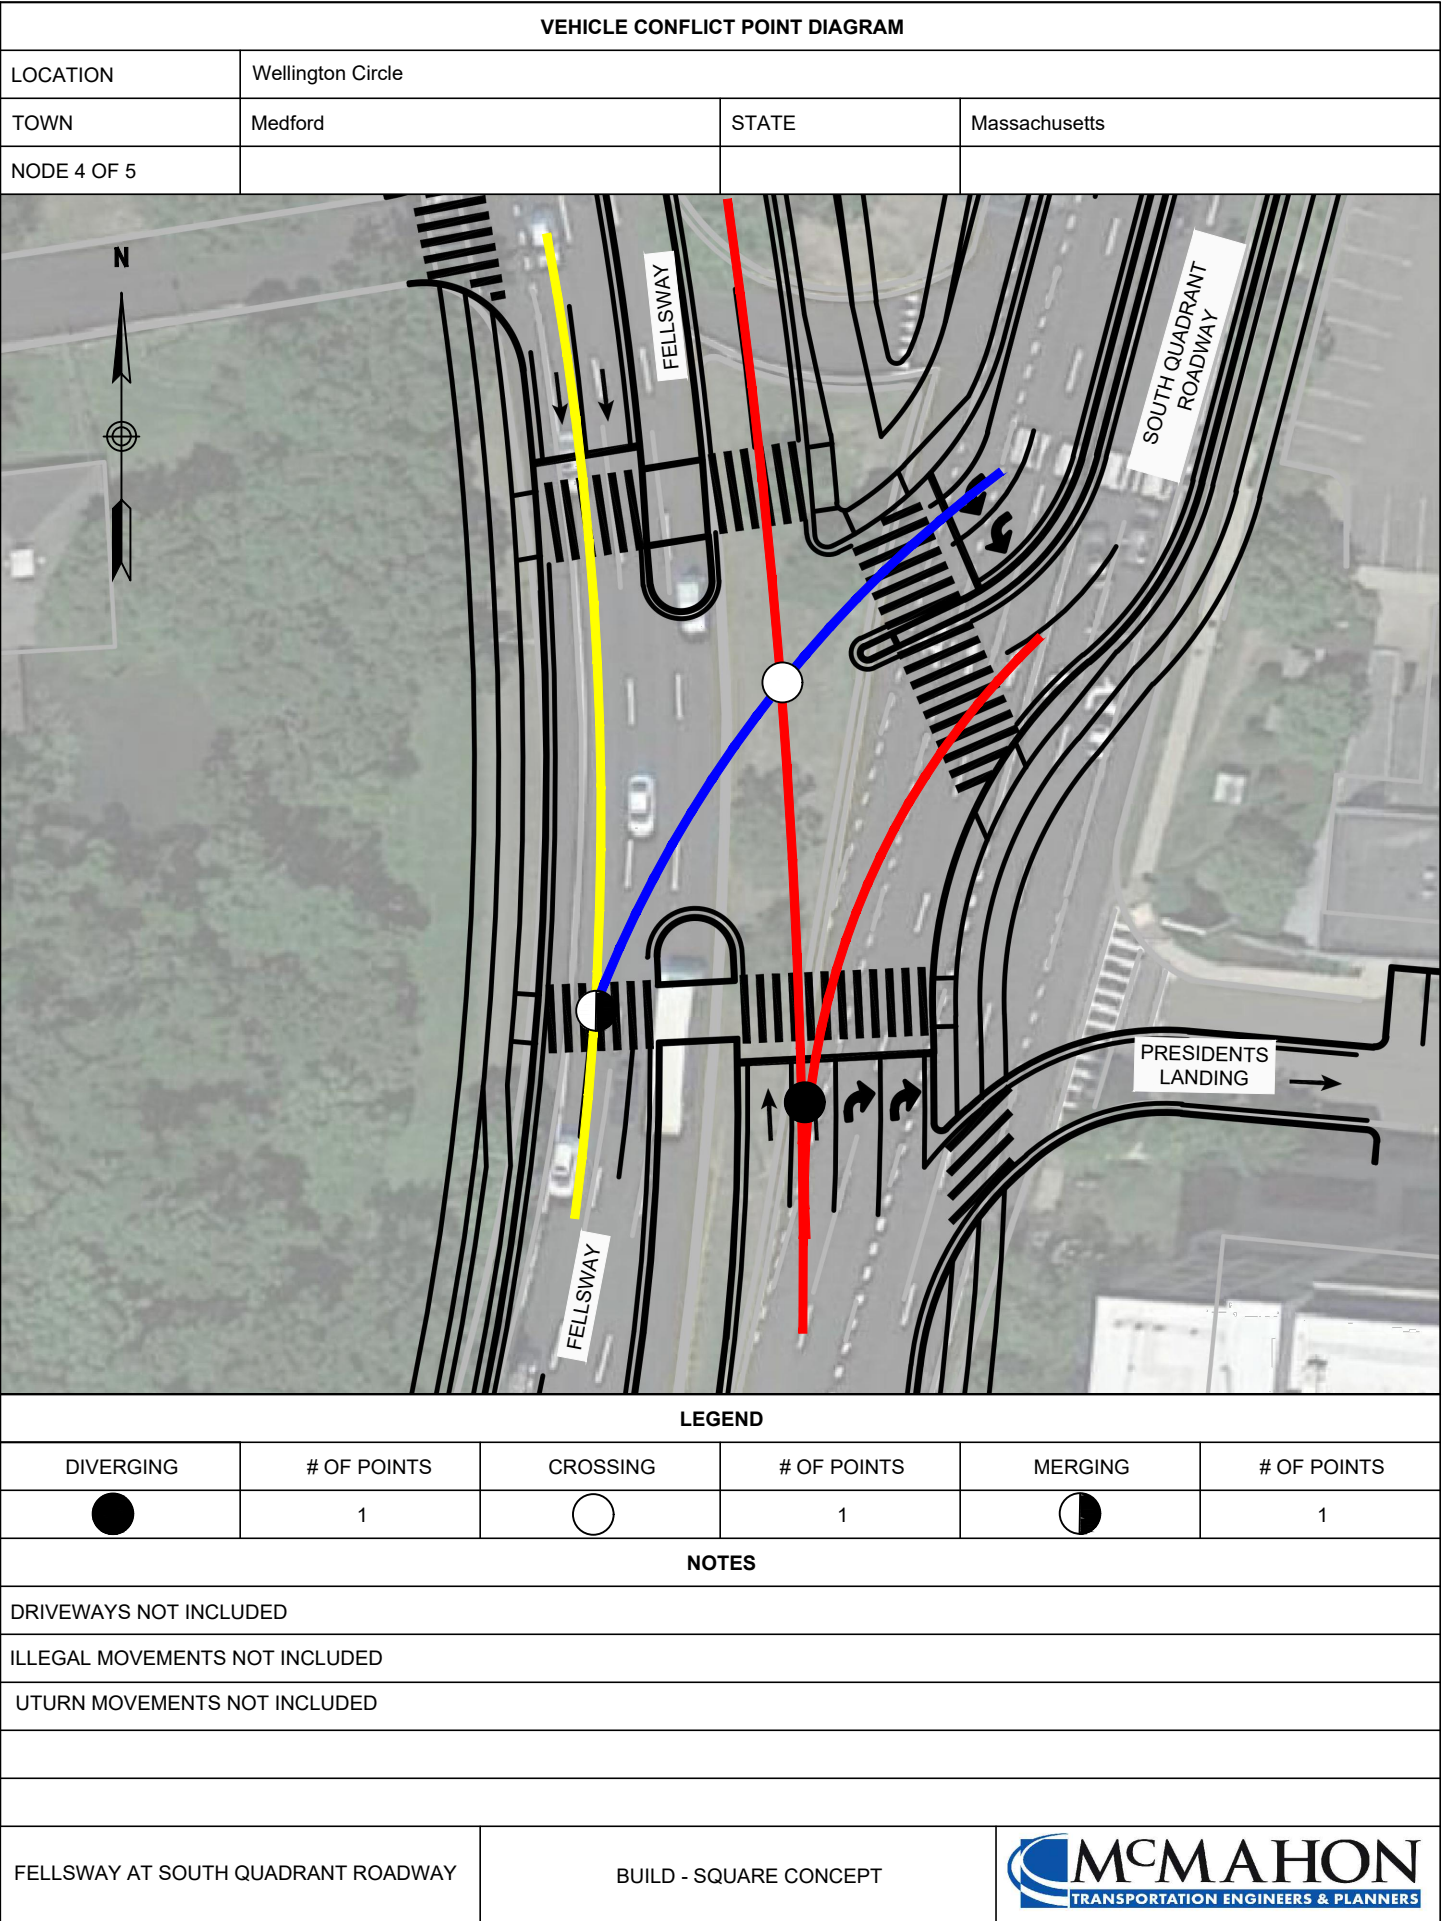 VEHICLE CONFLICT POINT DIAGRAM
LOCATION
Wellington Circle
TOWN
Medford
STATE
Massachusetts
NODE 4 OF 5
N
FELLSWAY
SOUTH QUADRANT
ROADWAY
PRESIDENTS
LANDING
FELLSWAY
LEGEND
DIVERGING
# OF POINTS
CROSSING
# OF POINTS
MERGING
# OF POINTS
1
1
1
NOTES
DRIVEWAYS NOT INCLUDED
ILLEGAL MOVEMENTS NOT INCLUDED
UTURN MOVEMENTS NOT INCLUDED
FELLSWAY AT SOUTH QUADRANT ROADWAY
BUILD - SQUARE CONCEPT
McMAHON
TRANSPORTATION ENGINEERS & PLANNERS